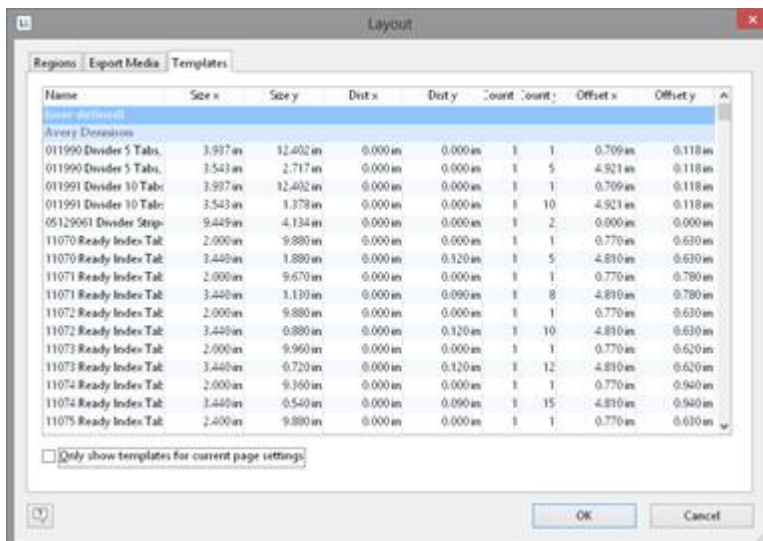 Layout
Regions Export Media Templates
Name Size x Size y Dist x Dist y Count Count y Offset x Offset y
(user defined)
Avery Dennison
011990 Divider 5 Tabs, 3.937 in 12.402 in 0.000 in 0.000 in 1 1 0.709 in 0.118 in
011990 Divider 5 Tabs, 3.543 in 2.717 in 0.000 in 0.000 in 1 5 4.921 in 0.118 in
011991 Divider 10 Tabs 3.937 in 12.402 in 0.000 in 0.000 in 1 1 0.709 in 0.118 in
011991 Divider 10 Tabs 3.543 in 1.378 in 0.000 in 0.000 in 1 10 4.921 in 0.118 in
05129061 Divider Strip 9.449 in 4.134 in 0.000 in 0.000 in 1 2 0.000 in 0.000 in
11070 Ready Index Tab 2.000 in 9.880 in 0.000 in 0.000 in 1 1 0.770 in 0.630 in
11070 Ready Index Tab 3.440 in 1.880 in 0.000 in 0.120 in 1 5 4.810 in 0.630 in
11071 Ready Index Tab 2.000 in 9.670 in 0.000 in 0.000 in 1 1 0.770 in 0.780 in
11071 Ready Index Tab 3.440 in 1.130 in 0.000 in 0.090 in 1 8 4.810 in 0.780 in
11072 Ready Index Tab 2.000 in 9.880 in 0.000 in 0.000 in 1 1 0.770 in 0.630 in
11072 Ready Index Tab 3.440 in 0.880 in 0.000 in 0.120 in 1 10 4.810 in 0.630 in
11073 Ready Index Tab 2.000 in 9.960 in 0.000 in 0.000 in 1 1 0.770 in 0.620 in
11073 Ready Index Tab 3.440 in 0.720 in 0.000 in 0.120 in 1 12 4.810 in 0.620 in
11074 Ready Index Tab 2.000 in 9.360 in 0.000 in 0.000 in 1 1 0.770 in 0.940 in
11074 Ready Index Tab 3.440 in 0.540 in 0.000 in 0.090 in 1 15 4.810 in 0.940 in
11075 Ready Index Tab 2.400 in 9.880 in 0.000 in 0.000 in 1 1 0.770 in 0.630 in
Only show templates for current page settings
OK Cancel